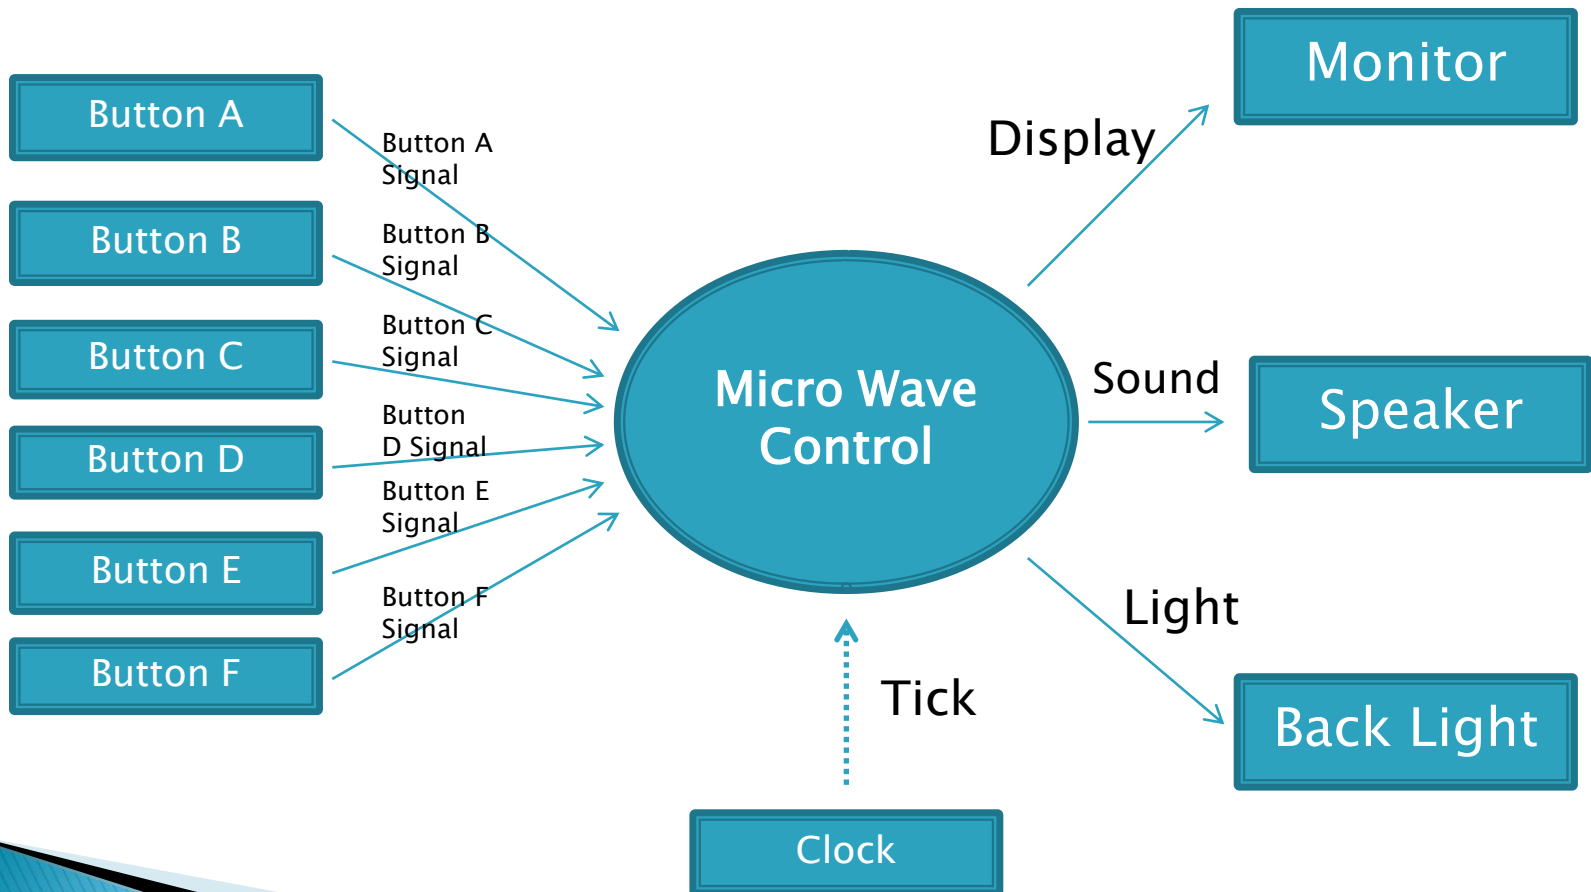 Button A
Button B
Button C
Button D
Button E
Button F
Button A
Signal
Button B
Signal
Button C
Signal
Button
D Signal
Button E
Signal
Button F
Signal
Micro Wave
Control
Display
Sound
Light
Tick
Monitor
Speaker
Back Light
Clock